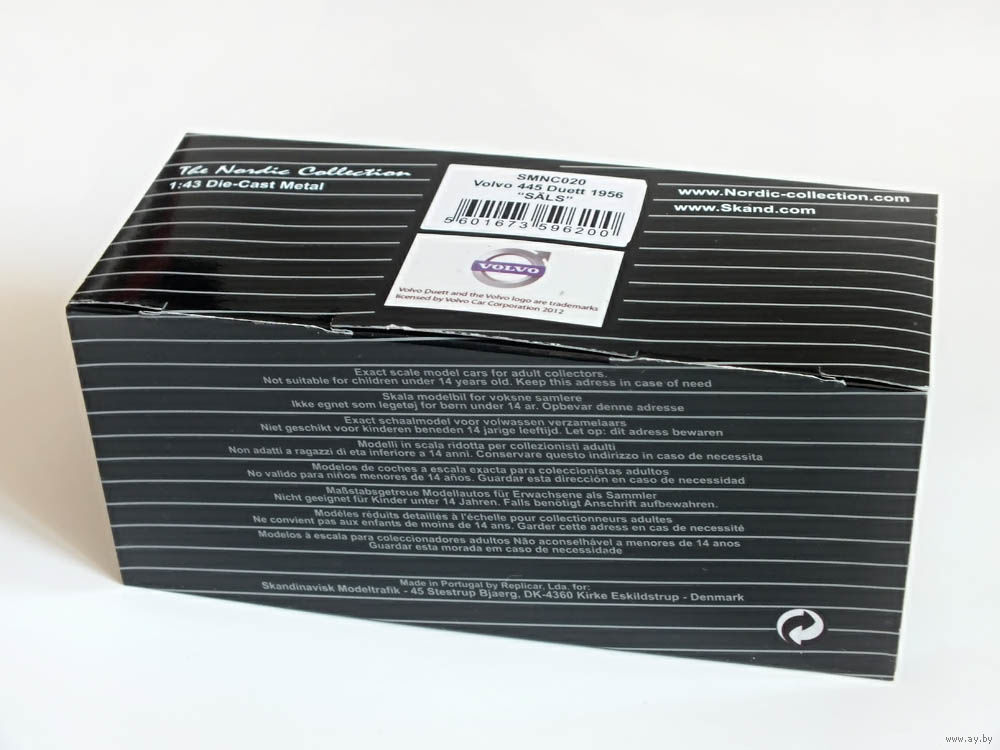 The Nordic Collection
1:43 Die-Cast Metal
SMNC020
Volvo 445 Duett 1956
"SÄLS"
5601673 596200
VOLVO
Volvo Duett and the Volvo logo are trademarks
licensed by Volvo Car Corporation 2012
www.Nordic-collection.com
www.Skand.com
Exact scale model cars for adult collectors.
Not suitable for children under 14 years old. Keep this adress in case of need
Skala modelbil for voksne samlere
Ikke egnet som legetøj for børn under 14 ar. Opbevar denne adresse
Exact schaalmodel voor volwassen verzamelaars
Niet geschikt voor kinderen beneden 14 jarige leeftijd. Let op: dit adress bewaren
Modelli in scala ridotta per collezionisti adulti
Non adatti a ragazzi di eta inferiore a 14 anni. Conservare questo indirizzo in caso de necessita
Modelos de coches a escala exacta para coleccionistas adultos
No valido para niños menores de 14 años. Guardar esta dirección en caso de necessidad
Maßstabsgetreue Modellautos für Erwachsene als Sammler
Nicht geeignet für Kinder unter 14 Jahren. Falls benötigt Anschrift aufbewahren.
Modéles réduits detaillés à l'échelle pour collectionneurs adultes
Ne convient pas aux enfants de moins de 14 ans. Garder cette adress en cas de necessité
Modelos à escala para coleccionadores adultos Não aconselhável a menores de 14 anos
Guardar esta morada em caso de necessidade
Made in Portugal by Replicar, Lda, for:
Skandinavisk Modeltrafik - 45 Stestrup Bjaerg, DK-4360 Kirke Eskildstrup - Denmark
www.ay.by